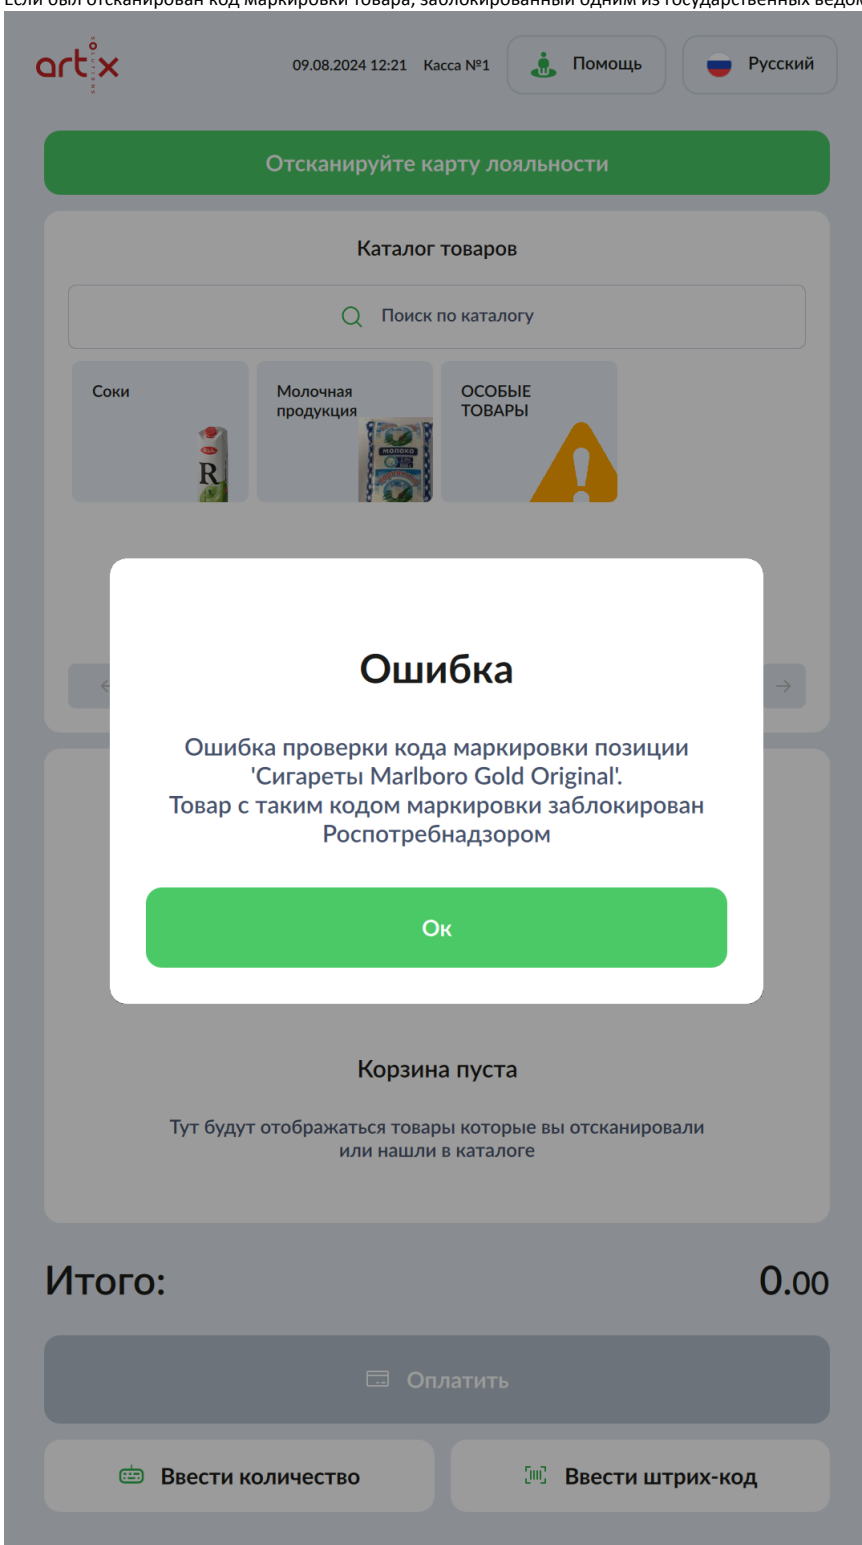 Если был отсканирован код маркировки товара, заблокированный одним из государственных
artix
09.08.2024 12:21 Касса №1 Помощь Русский
Отсканируйте карту лояльности
Каталог товаров
Поиск по каталогу
Соки
Молочная
продукция
ОСОБЫЕ
ТОВАРЫ
R
МОЛОКО
Ошибка
Ошибка проверки кода маркировки позиции
'Сигареты Marlboro Gold Original'.
Товар с таким кодом маркировки заблокирован
Роспотребнадзором
Ок
Корзина пуста
Тут будут отображаться товары которые вы отсканировали
или нашли в каталоге
Итого: 0.00
Оплатить
Ввести количество Ввести штрих-код